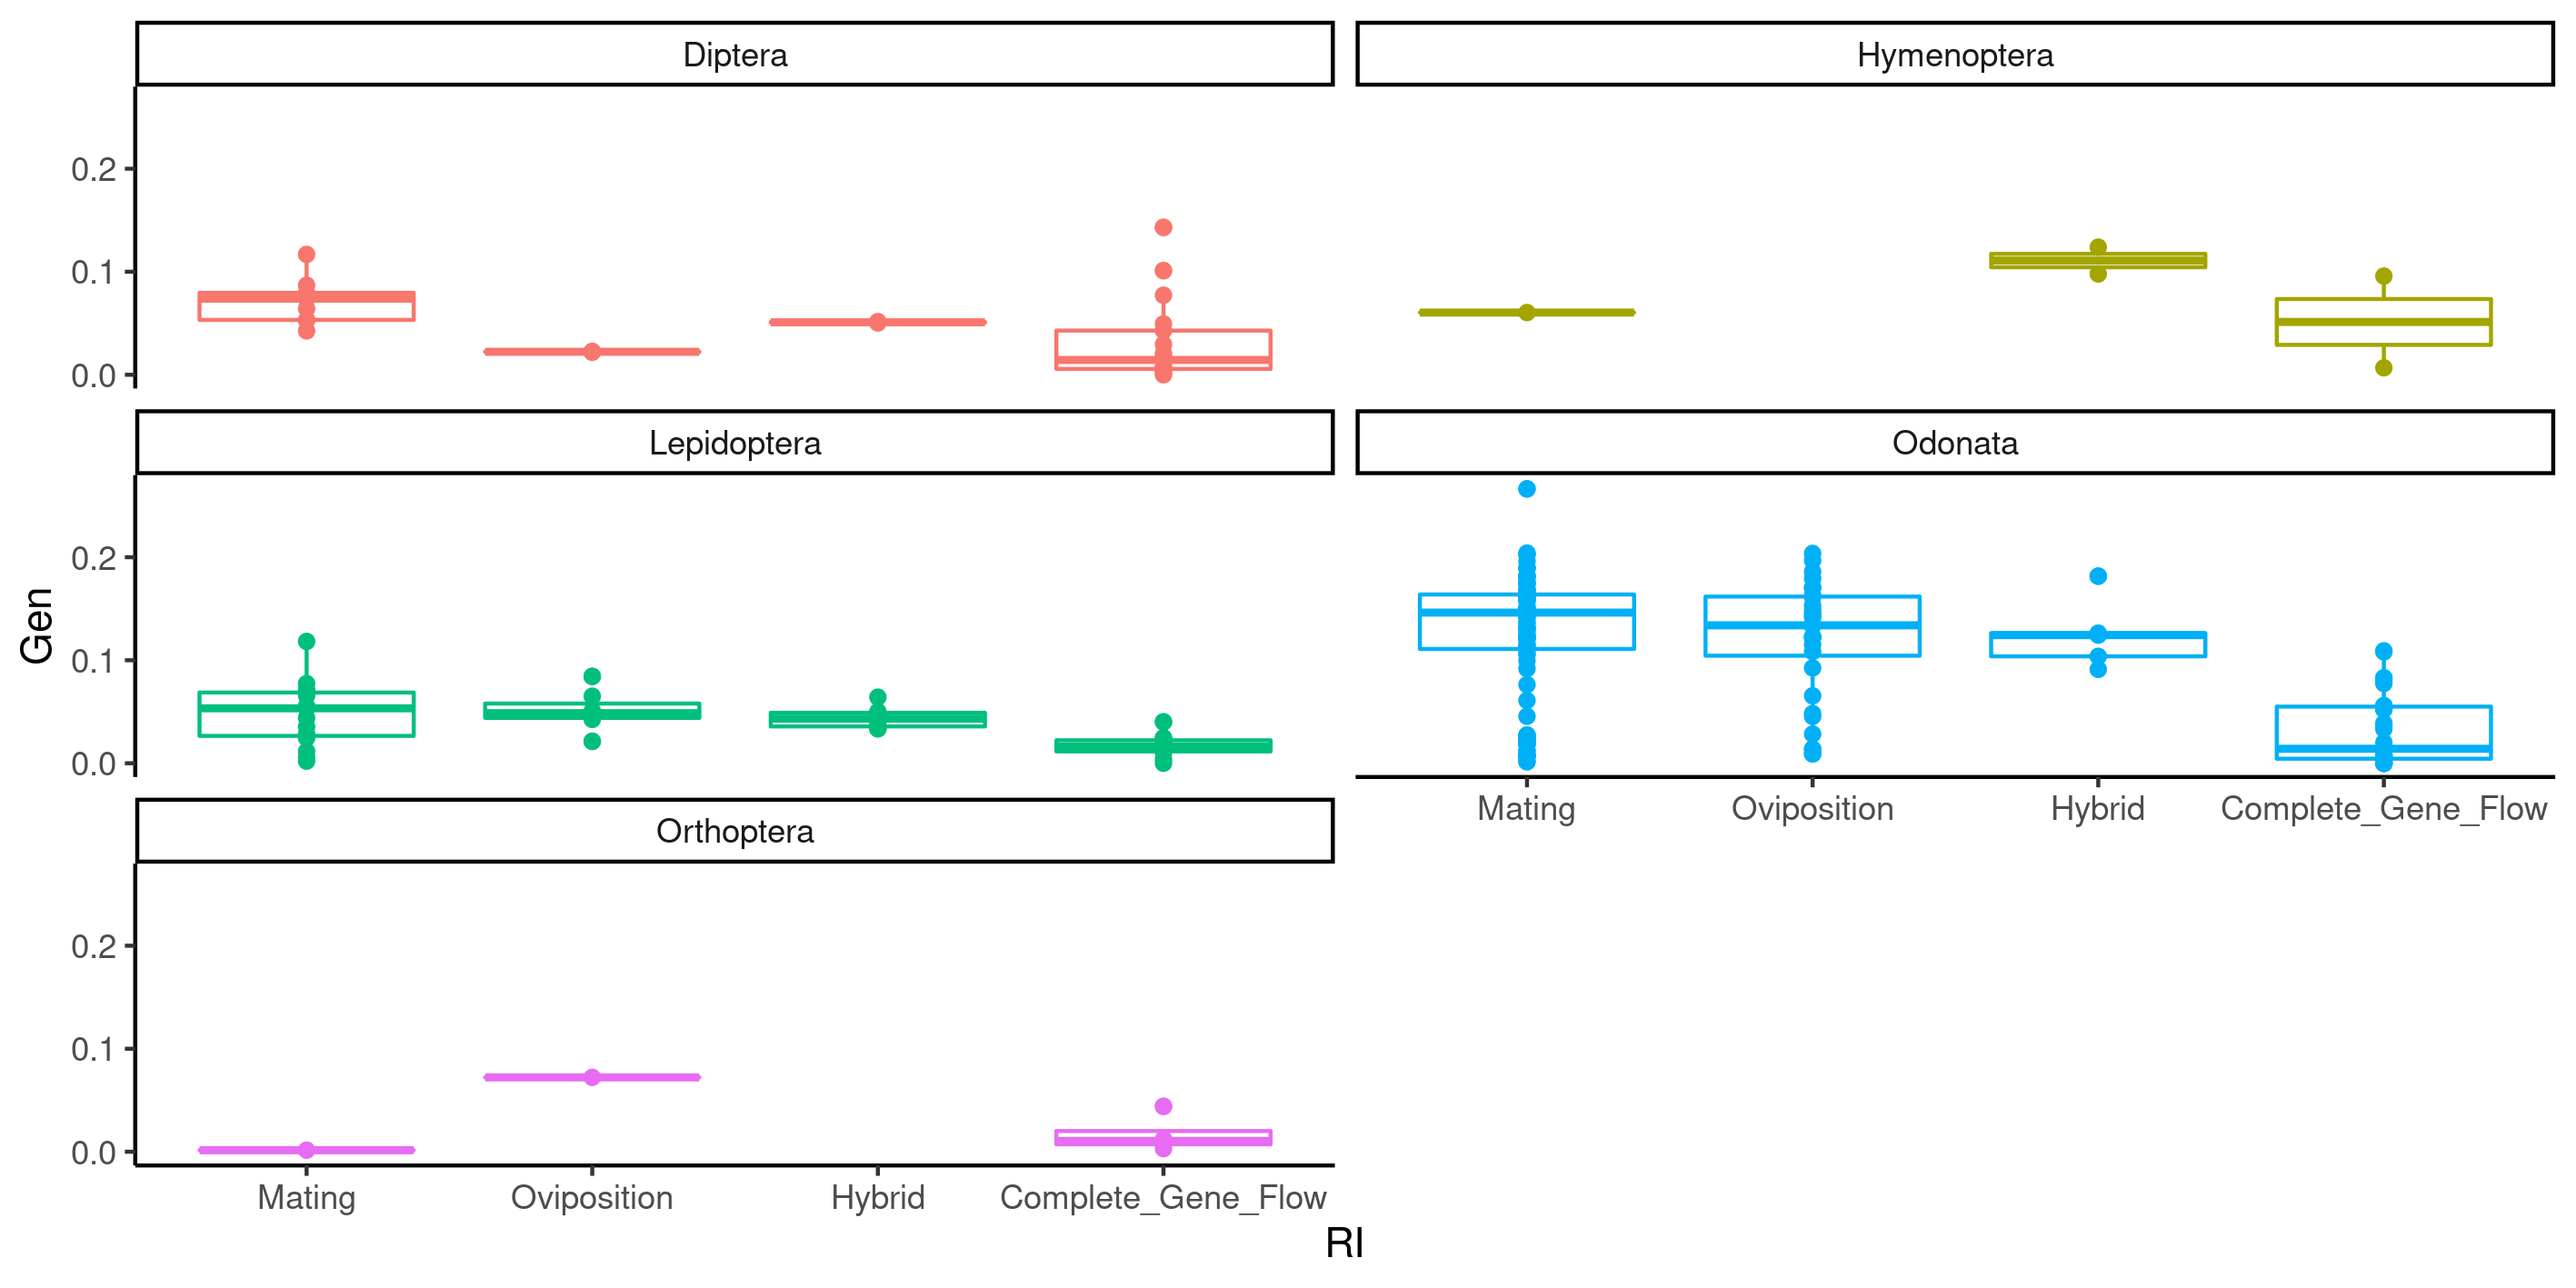 Diptera
Hymenoptera
0.2
0.1
0.0
Lepidoptera
Odonata
0.2
0.1
0.0
Mating Oviposition Hybrid Complete_Gene_Flow
Orthoptera
0.2
0.1
0.0
Mating Oviposition Hybrid Complete_Gene_Flow
Gen
RI